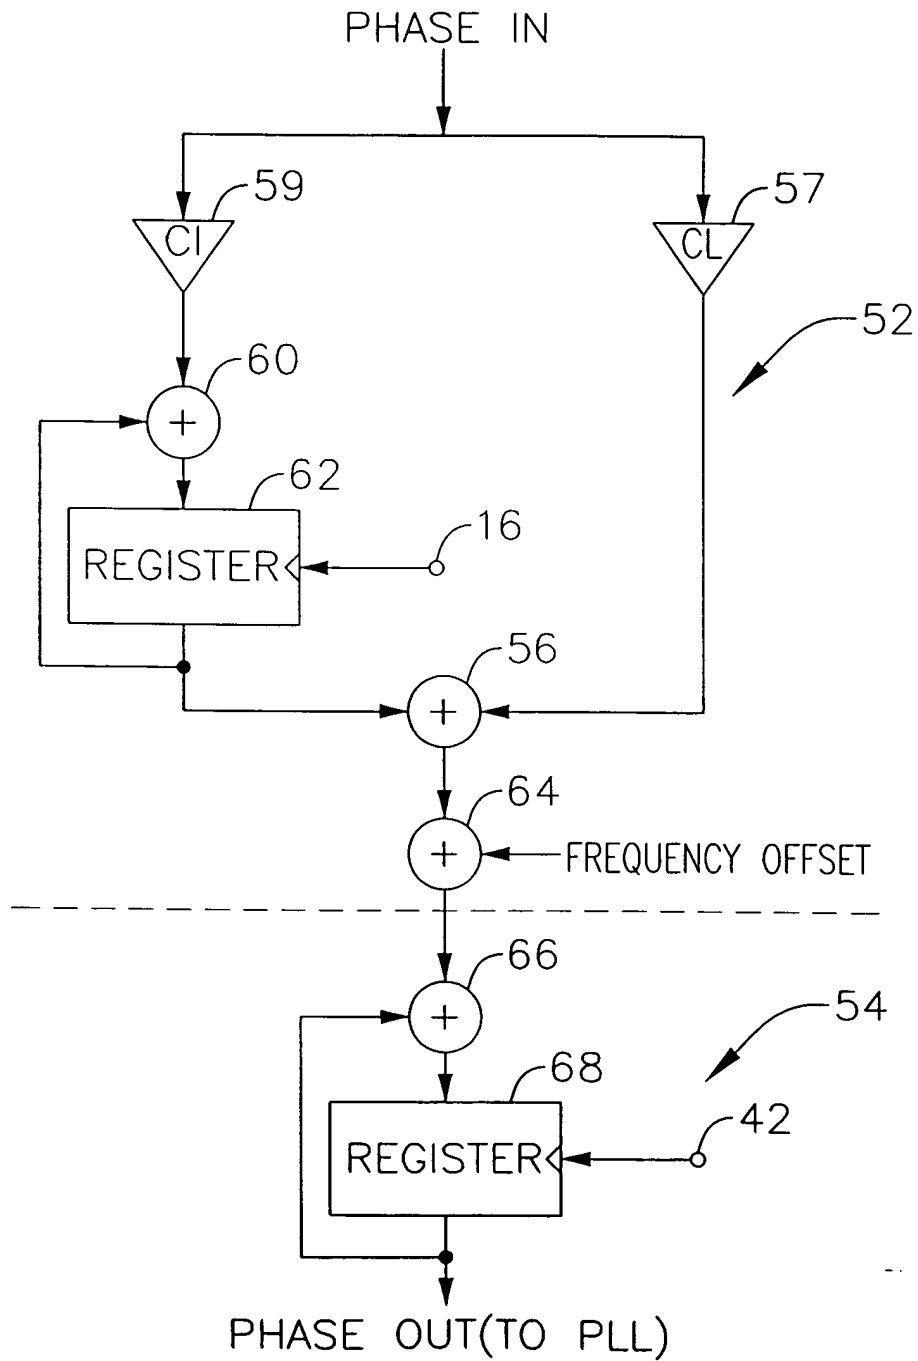 PHASE IN
59
57
CI
CL
52
60
+
62
16
REGISTER
56
+
64
+
FREQUENCY OFFSET
66
+
54
68
42
REGISTER
PHASE OUT(TO PLL)